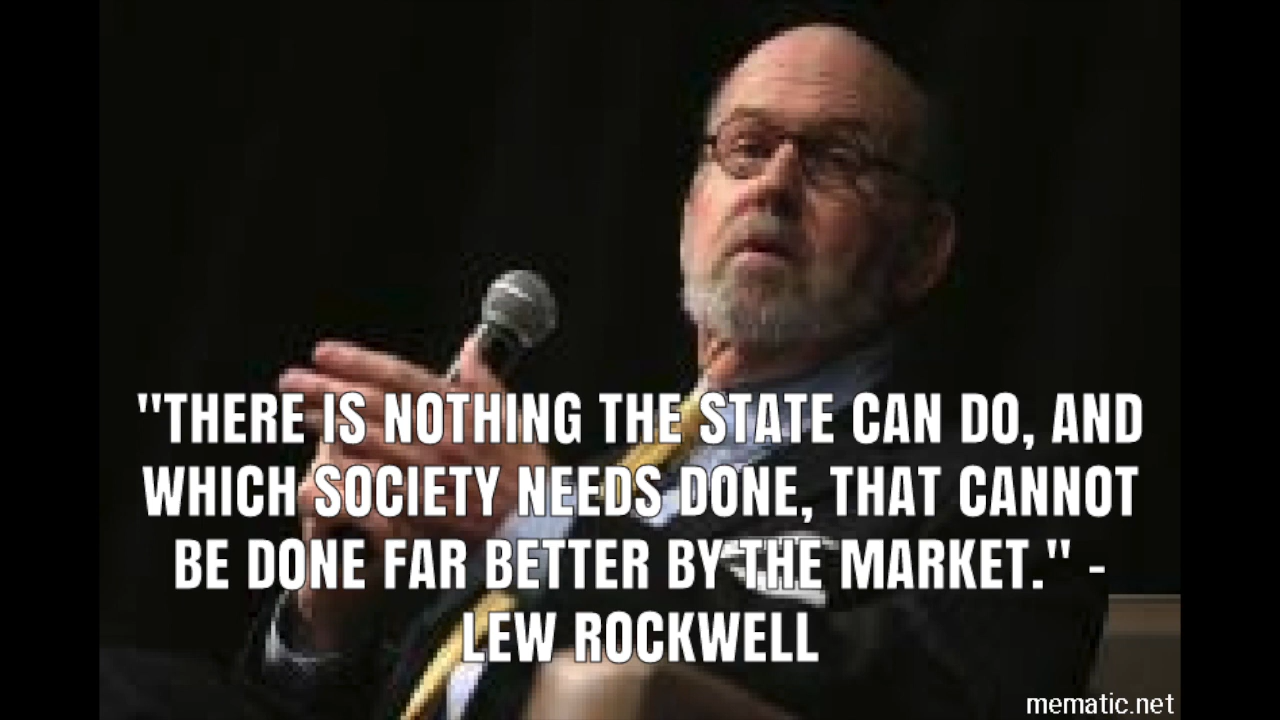 "THERE IS NOTHING THE STATE CAN DO, AND
WHICH SOCIETY NEEDS DONE, THAT CANNOT
BE DONE FAR BETTER BY THE MARKET." -
LEW ROCKWELL
mematic.net